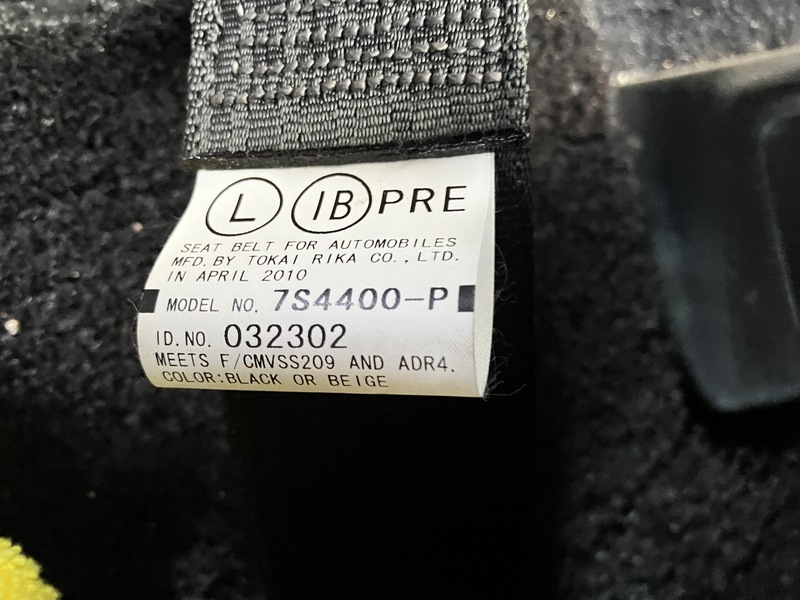 L IB PRE
SEAT BELT FOR AUTOMOBILES
MFD. BY TOKAI RIKA CO., LTD.
IN APRIL 2010
MODEL NO. 7S4400-P
ID.NO. 032302
MEETS F/CMVSS209 AND ADR4.
COLOR:BLACK OR BEIGE